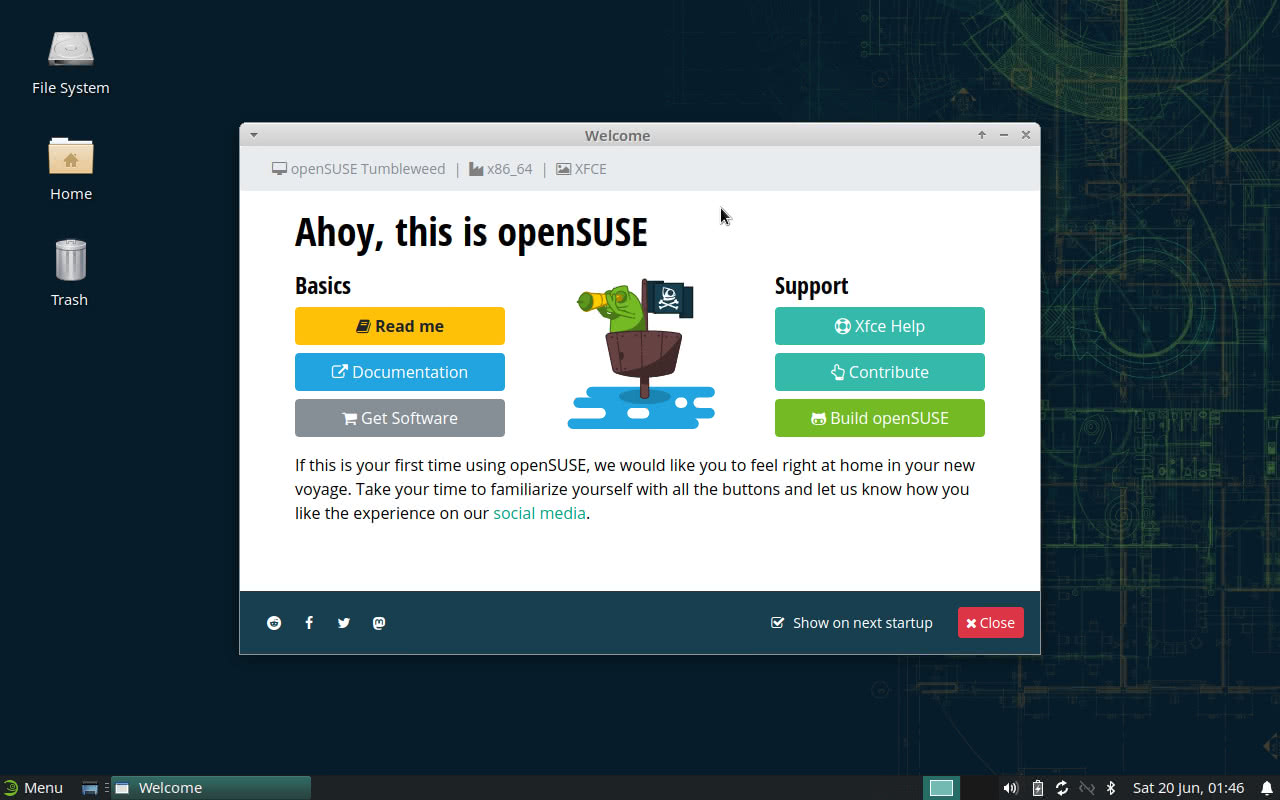 File System
Home
Trash
Welcome
openSUSE Tumbleweed | x86_64 | XFCE
Ahoy, this is openSUSE
Basics
Read me
Documentation
Get Software
Support
Xfce Help
Contribute
Build openSUSE
If this is your first time using openSUSE, we would like you to feel right at home in your new
voyage. Take your time to familiarize yourself with all the buttons and let us know how you
like the experience on our social media.
Show on next startup
Close
Menu
Welcome
Sat 20 Jun, 01:46